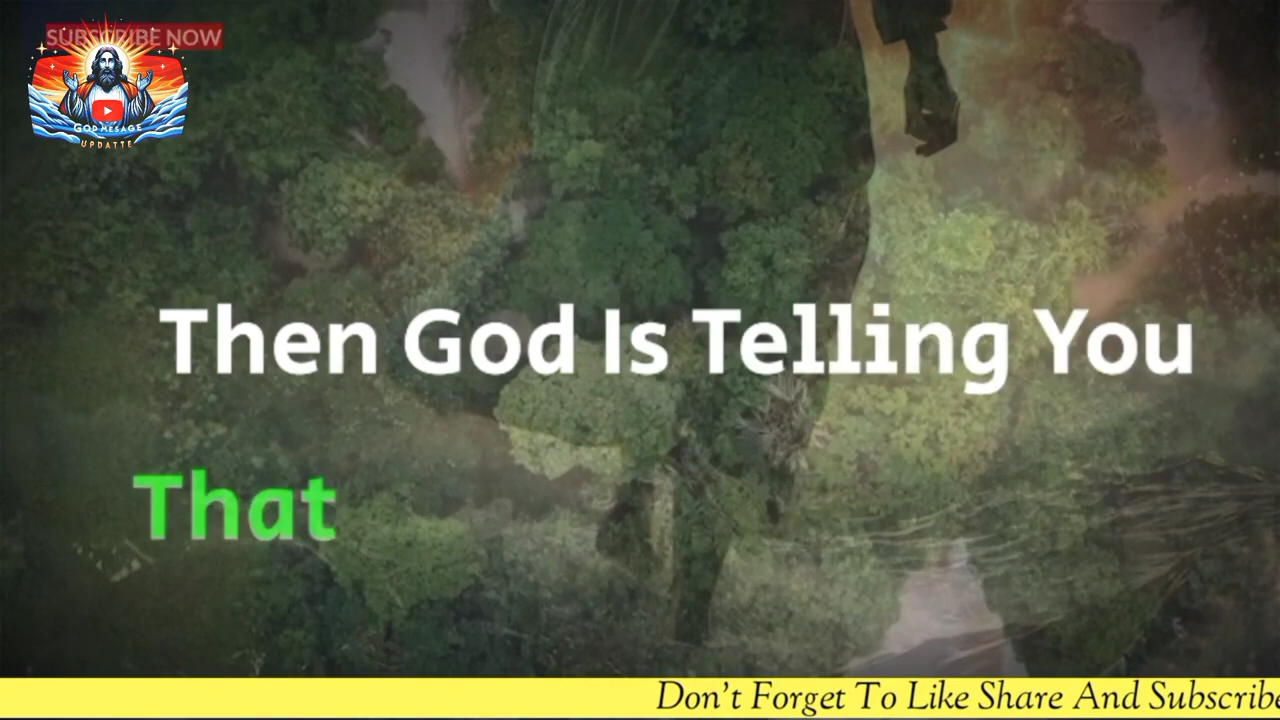 SUBSCRIBE NOW
GOD MESAGE
UPDATTE
Then God Is Telling You
That
Don't Forget To Like Share And Subscribe